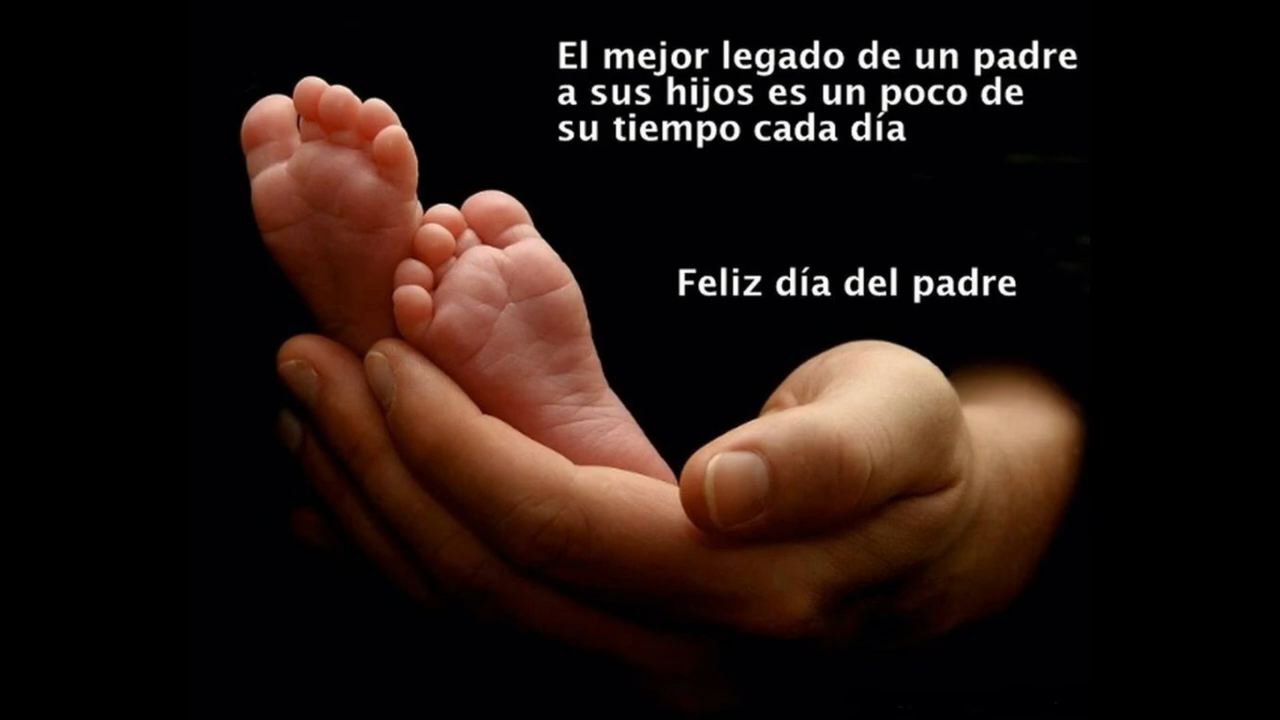 El mejor legado de un padre
a sus hijos es un poco de
su tiempo cada día
Feliz día del padre